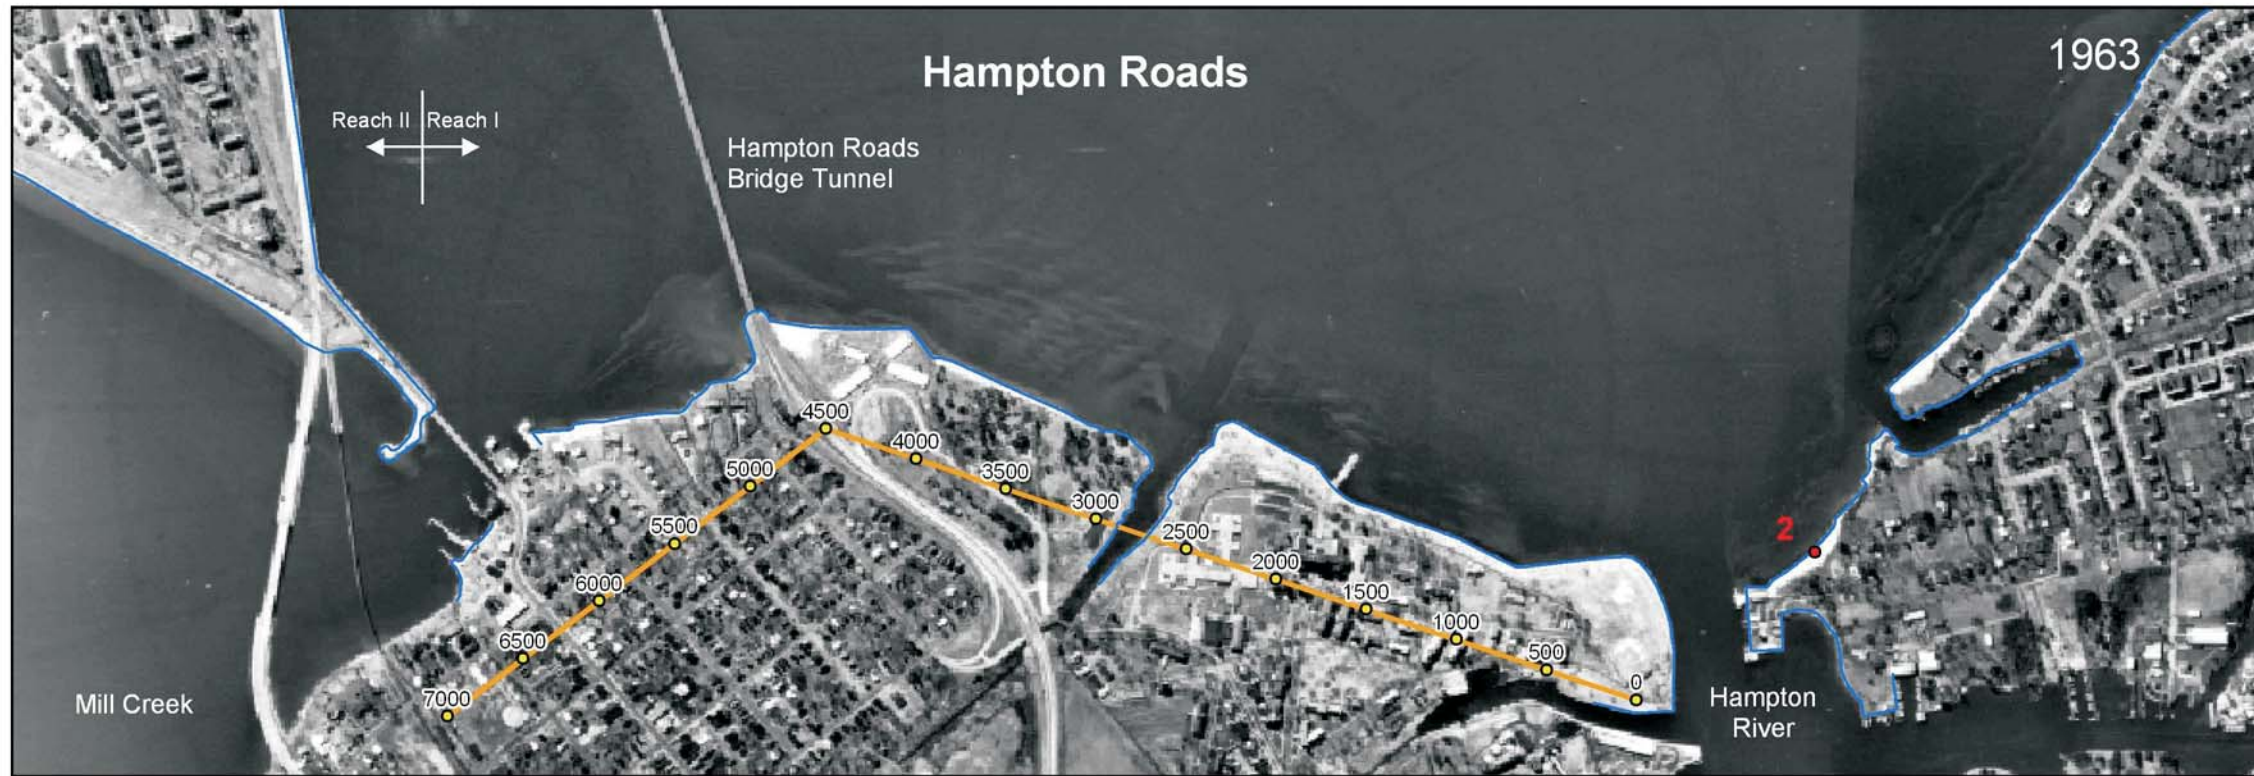 Hampton Roads
1963
Reach II
Reach I
Hampton Roads
Bridge Tunnel
4500
4000
5000
3500
3000
5500
2500
2
2000
6000
1500
1000
6500
500
7000
0
Mill Creek
Hampton
River